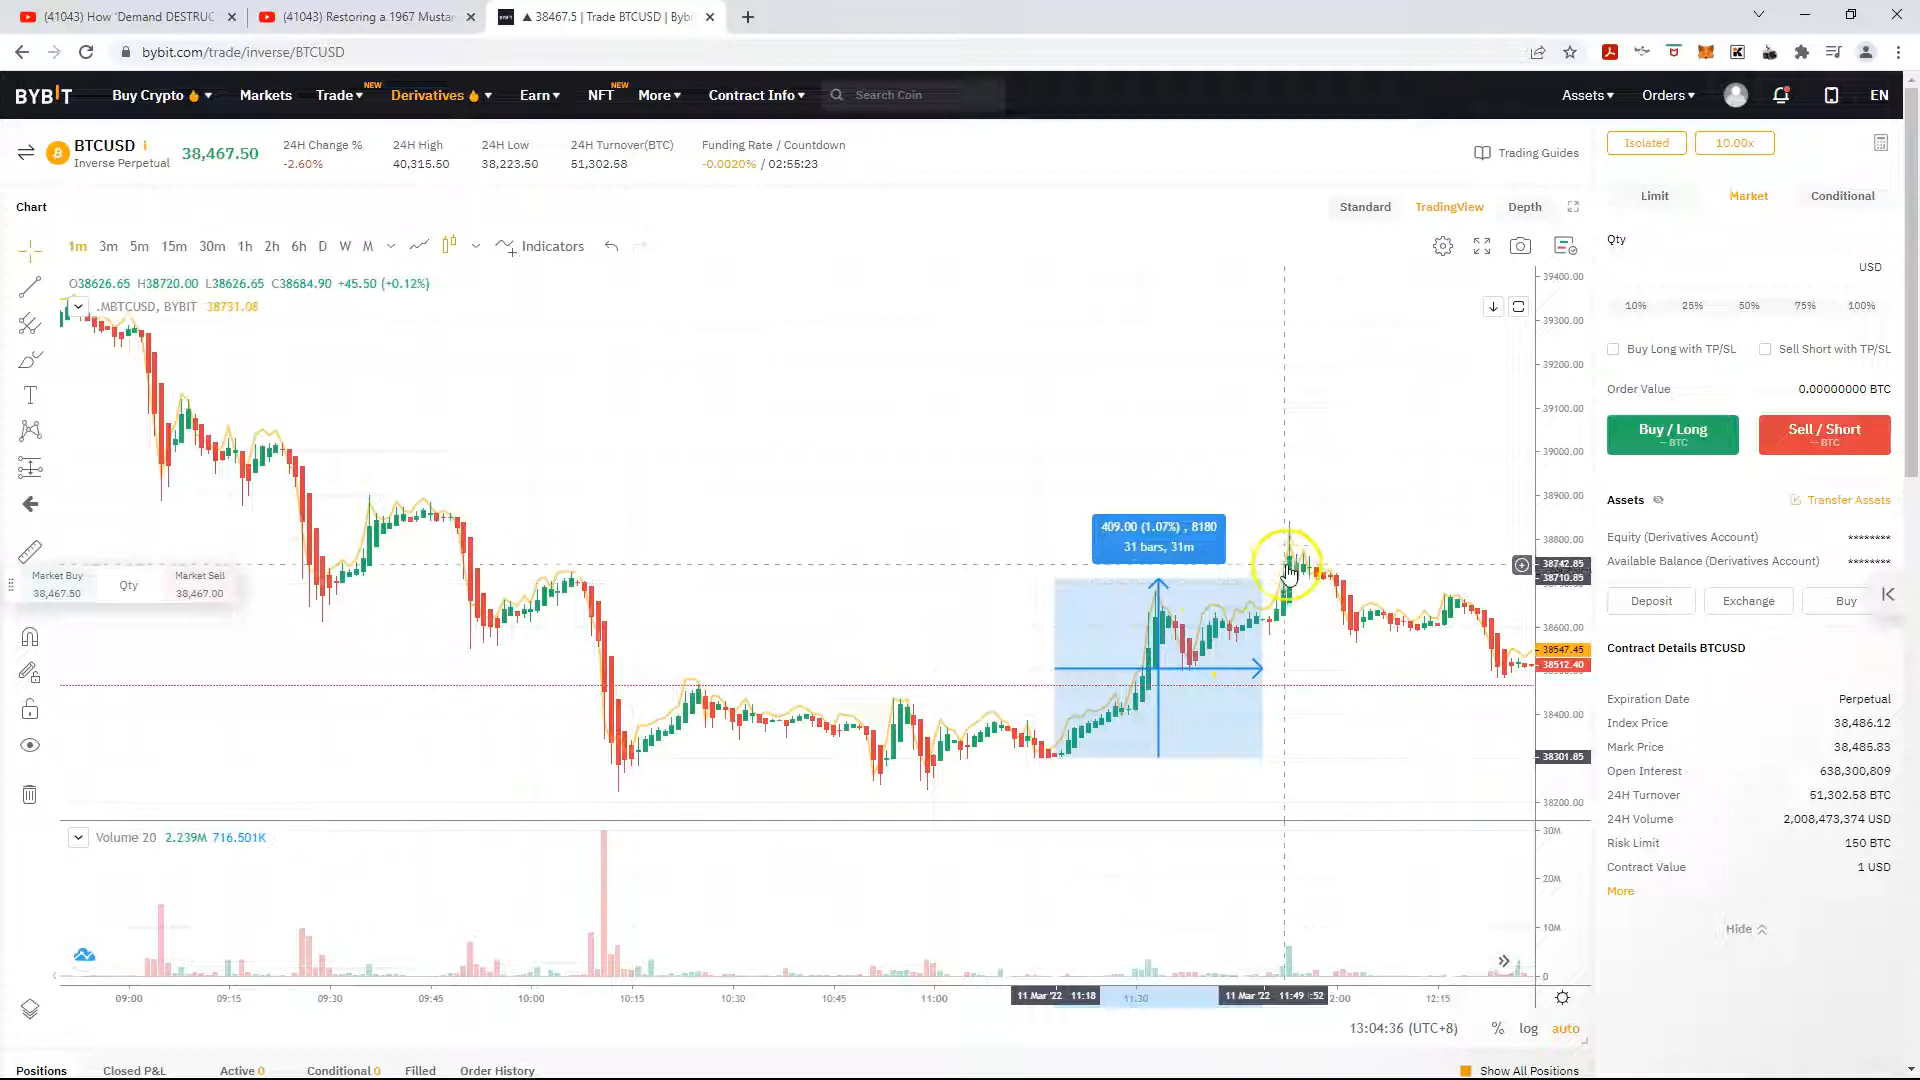 (41043) How 'Demand DESTRUC
(41043) Restoring a 1967 Mustan
▲ 38467.5 | Trade BTCUSD | Byb
bybit.com/trade/inverse/BTCUSD
BYBIT
Buy Crypto
Markets
Trade
NEW
Derivatives
Earn
NFT
NEW
More
Contract Info
Search Coin
Assets
Orders
EN
BTCUSD
Inverse Perpetual
38,467.50
24H Change %
-2.60%
24H High
40,315.50
24H Low
38,223.50
24H Turnover(BTC)
51,302.58
Funding Rate / Countdown
-0.0020% / 02:55:23
Trading Guides
Isolated
10.00x
Chart
Standard
TradingView
Depth
Limit
Market
Conditional
1m 3m 5m 15m 30m 1h 2h 6h D W M
Indicators
Qty
USD
O38626.65 H38720.00 L38626.65 C38684.90 +45.50 (+0.12%)
.MBTCUSD, BYBIT 38731.08
10% 25% 50% 75% 100%
Buy Long with TP/SL
Sell Short with TP/SL
Order Value
0.00000000 BTC
Buy / Long
-- BTC
Sell / Short
-- BTC
Assets
Transfer Assets
Equity (Derivatives Account)
********
Available Balance (Derivatives Account)
********
Deposit
Exchange
Buy
Contract Details BTCUSD
Expiration Date
Perpetual
Index Price
38,486.12
Mark Price
38,485.83
Open Interest
638,300,809
24H Turnover
51,302.58 BTC
24H Volume
2,008,473,374 USD
Risk Limit
150 BTC
Contract Value
1 USD
More
Hide
39400.00
39300.00
39200.00
39100.00
39000.00
38900.00
38800.00
38742.85
38710.85
38600.00
38547.45
38512.40
38400.00
38301.85
38200.00
409.00 (1.07%) , 8180
31 bars, 31m
Market Buy
38,467.50
Qty
Market Sell
38,467.00
Volume 20 2.239M 716.501K
30M
20M
10M
0
09:00
09:15
09:30
09:45
10:00
10:15
10:30
10:45
11:00
11 Mar '22 11:18
11:30
11 Mar '22 11:49
:52
2:00
12:15
13:04:36 (UTC+8)
%
log
auto
Positions
Closed P&L
Active 0
Conditional 0
Filled
Order History
Show All Positions